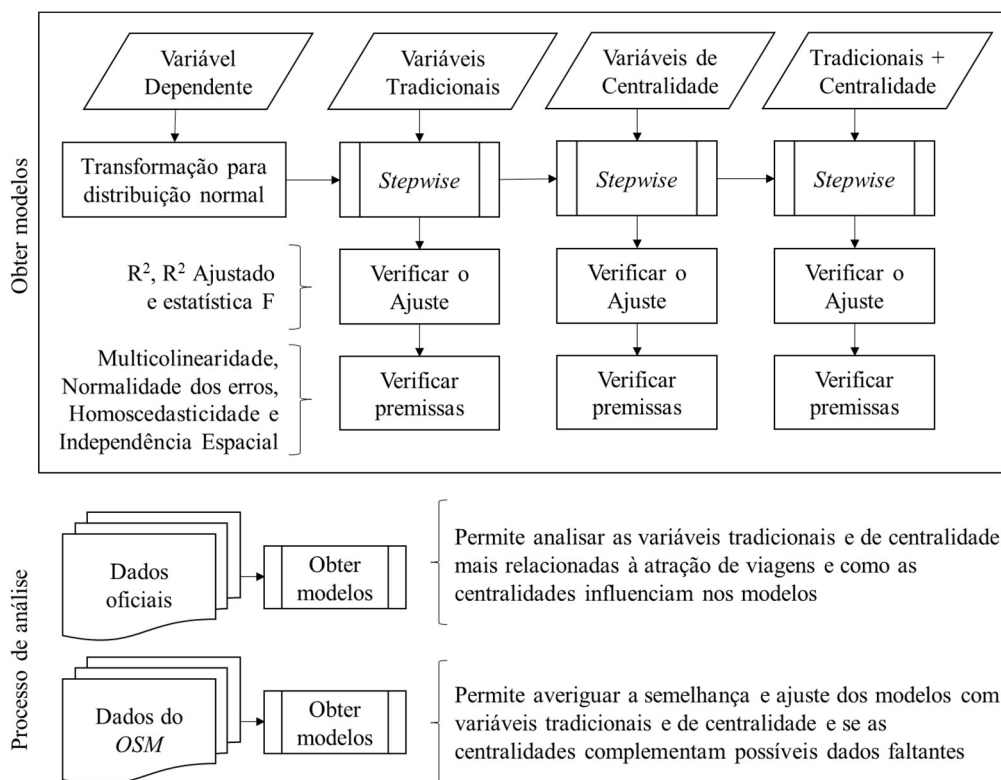 Obter modelos
Variável
Dependente
Variáveis
Tradicionais
Variáveis de
Centralidade
Tradicionais +
Centralidade
Transformação para
distribuição normal
Stepwise
Stepwise
Stepwise
R², R² Ajustado
e estatística F
Verificar o
Ajuste
Verificar o
Ajuste
Verificar o
Ajuste
Multicolinearidade,
Normalidade dos erros,
Homoscedasticidade e
Independência Espacial
Verificar
premissas
Verificar
premissas
Verificar
premissas
Processo de análise
Dados
oficiais
Obter
modelos
Permite analisar as variáveis tradicionais e de centralidade
mais relacionadas à atração de viagens e como as
centralidades influenciam nos modelos
Dados do
OSM
Obter
modelos
Permite averiguar a semelhança e ajuste dos modelos com
variáveis tradicionais e de centralidade e se as
centralidades complementam possíveis dados faltantes